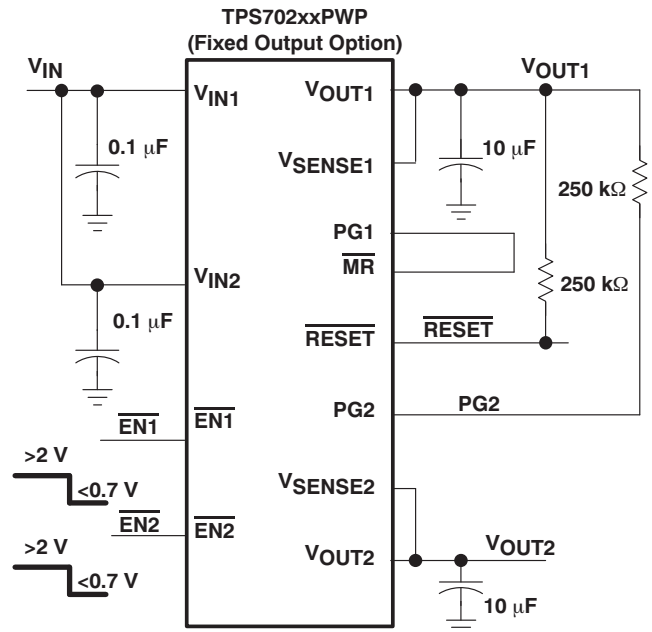 TPS702xxPWP
(Fixed Output Option)
VIN
VIN1
VOUT1
VOUT1
0.1 μF
10 μF
VSENSE1
250 kΩ
PG1
MR
VIN2
250 kΩ
0.1 μF
RESET
RESET
PG2
PG2
EN1
EN1
>2 V
<0.7 V
VSENSE2
EN2
EN2
>2 V
VOUT2
VOUT2
<0.7 V
10 μF